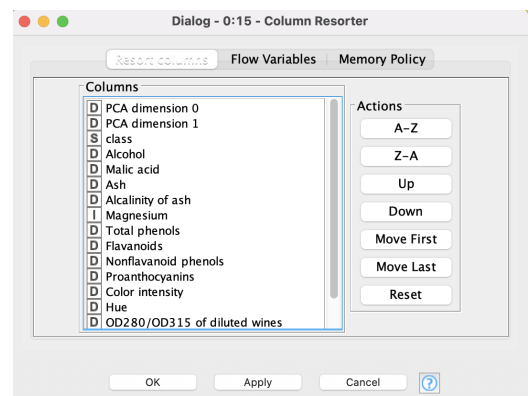 Dialog - 0:15 - Column Resorter
Resort columns Flow Variables Memory Policy
Columns
D PCA dimension 0
D PCA dimension 1
S class
D Alcohol
D Malic acid
D Ash
D Alcalinity of ash
I Magnesium
D Total phenols
D Flavanoids
D Nonflavanoid phenols
D Proanthocyanins
D Color intensity
D Hue
D OD280/OD315 of diluted wines
Actions
A-Z
Z-A
Up
Down
Move First
Move Last
Reset
OK Apply Cancel ?